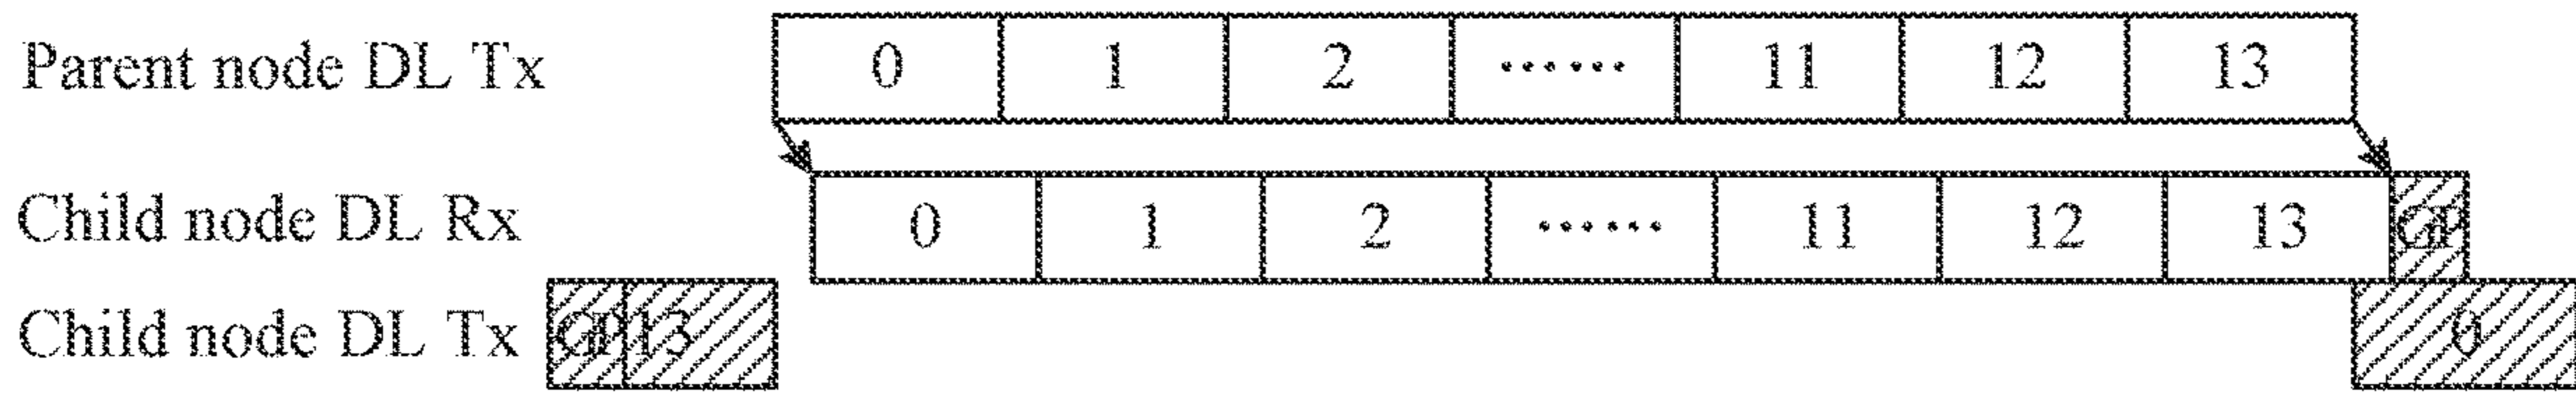 Parent node DL Tx 0 1 2 ...... 11 12 13
Child node DL Rx 0 1 2 ...... 11 12 13 GP
Child node DL Tx GP 13 0